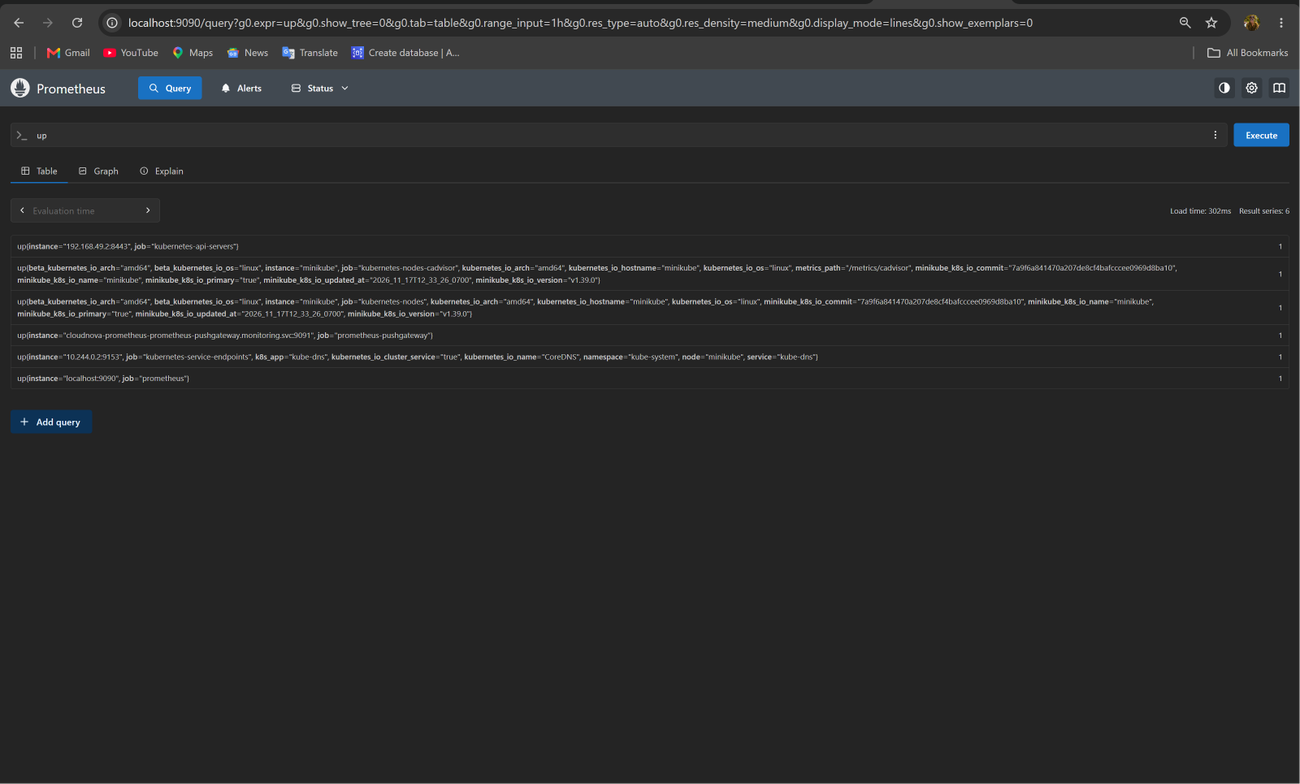 localhost:9090/query?g0.expr=up&g0.show_tree=0&g0.tab=table&g0.range_input=1h&g0.res_type=auto&g0.res_density=medium&g0.display_mode=lines&g0.show_exemplars=0
Gmail YouTube Maps News Translate Create database | A... All Bookmarks
Prometheus Query Alerts Status
>_ up Execute
Table Graph Explain
Evaluation time Load time: 302ms Result series: 6
up{instance="192.168.49.2:8443", job="kubernetes-api-servers"} 1
up{beta_kubernetes_io_arch="amd64", beta_kubernetes_io_os="linux", instance="minikube", job="kubernetes-nodes-cadvisor", kubernetes_io_arch="amd64", kubernetes_io_hostname="minikube", kubernetes_io_os="linux", metrics_path="/metrics/cadvisor", minikube_k8s_io_commit="7a9f6a841470a207de8cf4bafcccee0969d8ba10",
minikube_k8s_io_name="minikube", minikube_k8s_io_primary="true", minikube_k8s_io_updated_at="2026_11_17T12_33_26_0700", minikube_k8s_io_version="v1.39.0"} 1
up{beta_kubernetes_io_arch="amd64", beta_kubernetes_io_os="linux", instance="minikube", job="kubernetes-nodes", kubernetes_io_arch="amd64", kubernetes_io_hostname="minikube", kubernetes_io_os="linux", minikube_k8s_io_commit="7a9f6a841470a207de8cf4bafcccee0969d8ba10", minikube_k8s_io_name="minikube",
minikube_k8s_io_primary="true", minikube_k8s_io_updated_at="2026_11_17T12_33_26_0700", minikube_k8s_io_version="v1.39.0"} 1
up{instance="cloudnova-prometheus-prometheus-pushgateway.monitoring.svc:9091", job="prometheus-pushgateway"} 1
up{instance="10.244.0.2:9153", job="kubernetes-service-endpoints", k8s_app="kube-dns", kubernetes_io_cluster_service="true", kubernetes_io_name="CoreDNS", namespace="kube-system", node="minikube", service="kube-dns"} 1
up{instance="localhost:9090", job="prometheus"} 1
+ Add query